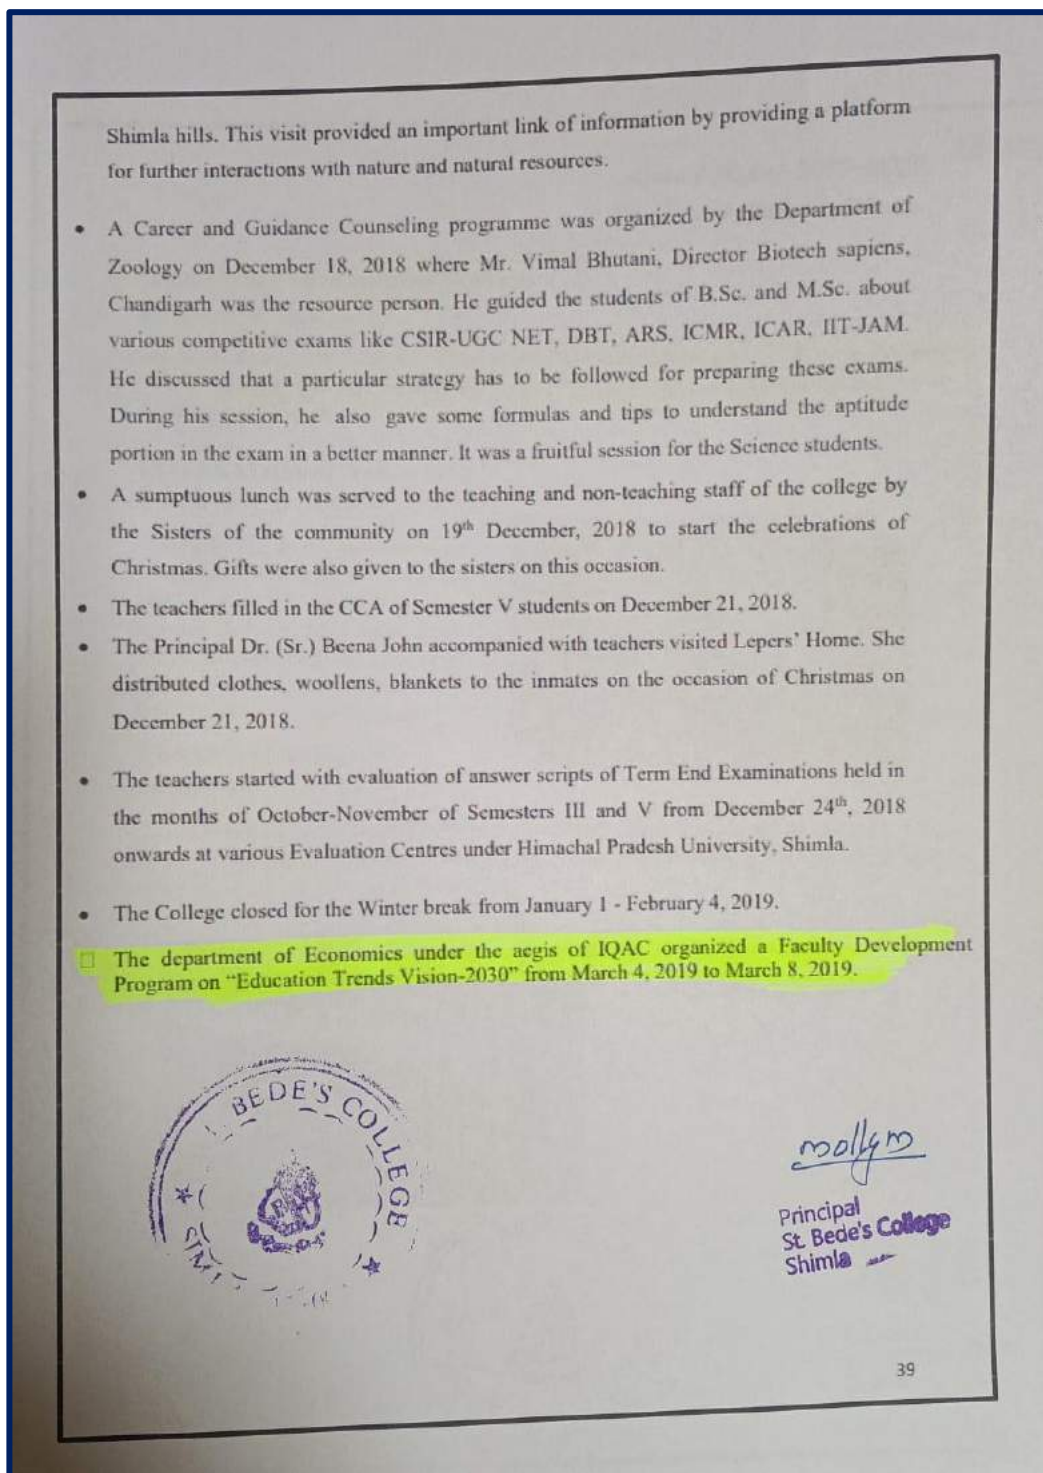 Shimla hills. This visit provided an important link of information by providing a platform
for further interactions with nature and natural resources.
• A Career and Guidance Counseling programme was organized by the Department of
Zoology on December 18, 2018 where Mr. Vimal Bhutani, Director Biotech sapiens,
Chandigarh was the resource person. He guided the students of B.Sc. and M.Sc. about
various competitive exams like CSIR-UGC NET, DBT, ARS, ICMR, ICAR, IIT-JAM.
He discussed that a particular strategy has to be followed for preparing these exams.
During his session, he also gave some formulas and tips to understand the aptitude
portion in the exam in a better manner. It was a fruitful session for the Science students.
• A sumptuous lunch was served to the teaching and non-teaching staff of the college by
the Sisters of the community on 19th December, 2018 to start the celebrations of
Christmas. Gifts were also given to the sisters on this occasion.
• The teachers filled in the CCA of Semester V students on December 21, 2018.
• The Principal Dr. (Sr.) Beena John accompanied with teachers visited Lepers' Home. She
distributed clothes, woollens, blankets to the inmates on the occasion of Christmas on
December 21, 2018.
• The teachers started with evaluation of answer scripts of Term End Examinations held in
the months of October-November of Semesters III and V from December 24th, 2018
onwards at various Evaluation Centres under Himachal Pradesh University, Shimla.
• The College closed for the Winter break from January 1 - February 4, 2019.
The department of Economics under the aegis of IQAC organized a Faculty Development
Program on “Education Trends Vision-2030” from March 4, 2019 to March 8, 2019.
BEDE'S COLLEGE
mollym
Principal
St. Bede's College
Shimla
39